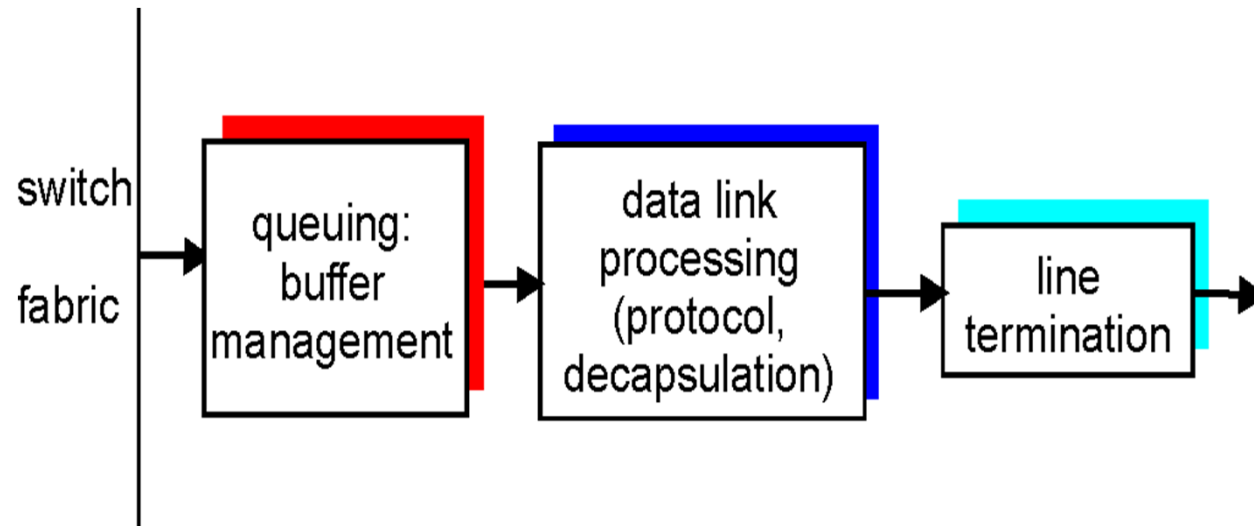 switch
fabric
queuing:
buffer
management
data link
processing
(protocol,
decapsulation)
line
termination